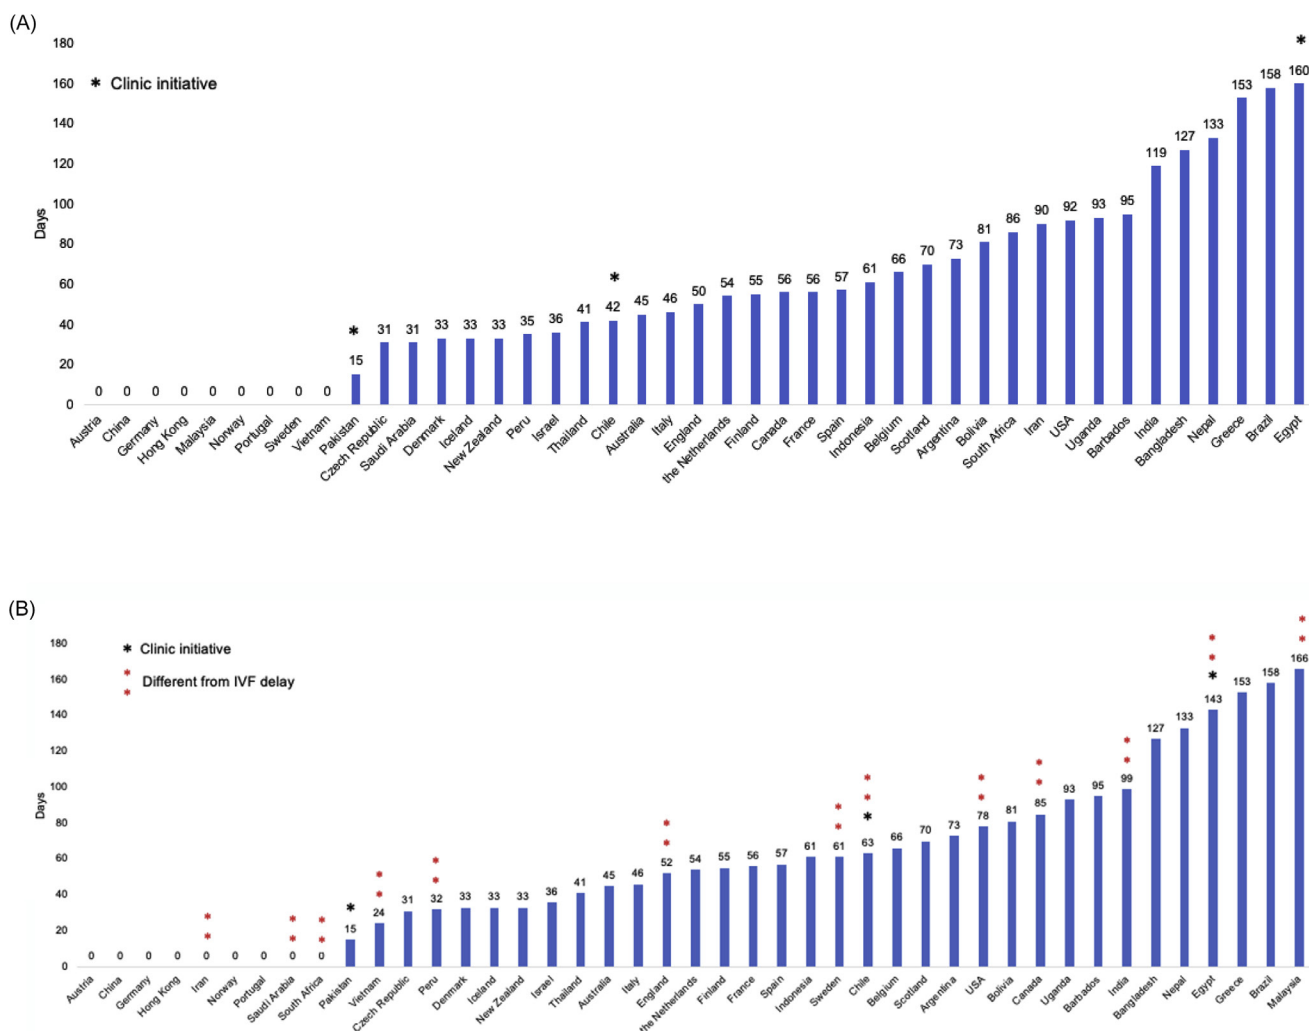 (A)
180
160
140
120
100
80
60
40
20
0
Days
* Clinic initiative
*
*
*
0 0 0 0 0 0 0 0 0 15 31 31 33 33 33 35 36 41 42 45 46 50 54 55 56 56 57 61 66 70 73 81 86 90 92 93 95 119 127 133 153 158 160
Austria China Germany Hong Kong Malaysia Norway Portugal Sweden Vietnam Pakistan Czech Republic Saudi Arabia Denmark Iceland New Zealand Peru Israel Thailand Chile Australia Italy England the Netherlands Finland Canada France Spain Indonesia Belgium Scotland Argentina Bolivia South Africa Iran USA Uganda Barbados India Bangladesh Nepal Greece Brazil Egypt
(B)
180
160
140
120
100
80
60
40
20
0
Days
* Clinic initiative
* * Different from IVF delay
0 0 0 0 0 0 0 0 0 15 24 31 32 33 33 33 36 41 45 46 52 54 55 56 57 61 61 63 66 70 73 78 81 85 93 95 99 127 133 143 153 158 166
Austria China Germany Hong Kong Iran Norway Portugal Saudi Arabia South Africa Pakistan Vietnam Czech Republic Peru Denmark Iceland New Zealand Israel Thailand Australia Italy England the Netherlands Finland France Spain Indonesia Sweden Chile Belgium Scotland Argentina USA Bolivia Canada Uganda Barbados India Bangladesh Nepal Egypt Greece Brazil Malaysia